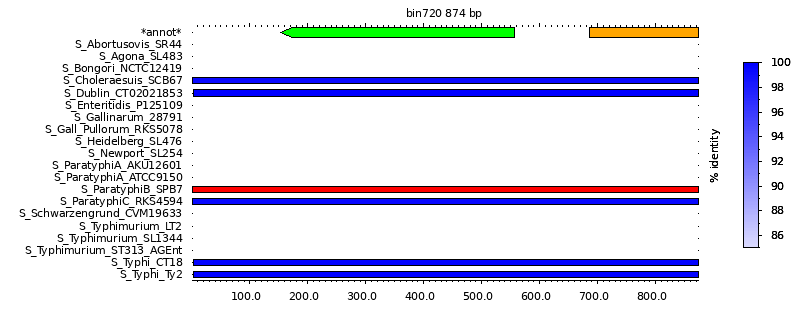 bin720 874 bp
*annot*
S_Abortusovis_SR44
S_Agona_SL483
S_Bongori_NCTC12419
S_Choleraesuis_SCB67
S_Dublin_CT02021853
S_Enteritidis_P125109
S_Gallinarum_28791
S_Gall_Pullorum_RKS5078
S_Heidelberg_SL476
S_Newport_SL254
S_ParatyphiA_AKU12601
S_ParatyphiA_ATCC9150
S_ParatyphiB_SPB7
S_ParatyphiC_RKS4594
S_Schwarzengrund_CVM19633
S_Typhimurium_LT2
S_Typhimurium_SL1344
S_Typhimurium_ST313_AGEnt
S_Typhi_CT18
S_Typhi_Ty2
100.0 200.0 300.0 400.0 500.0 600.0 700.0 800.0
% identity
100
98
96
94
92
90
88
86